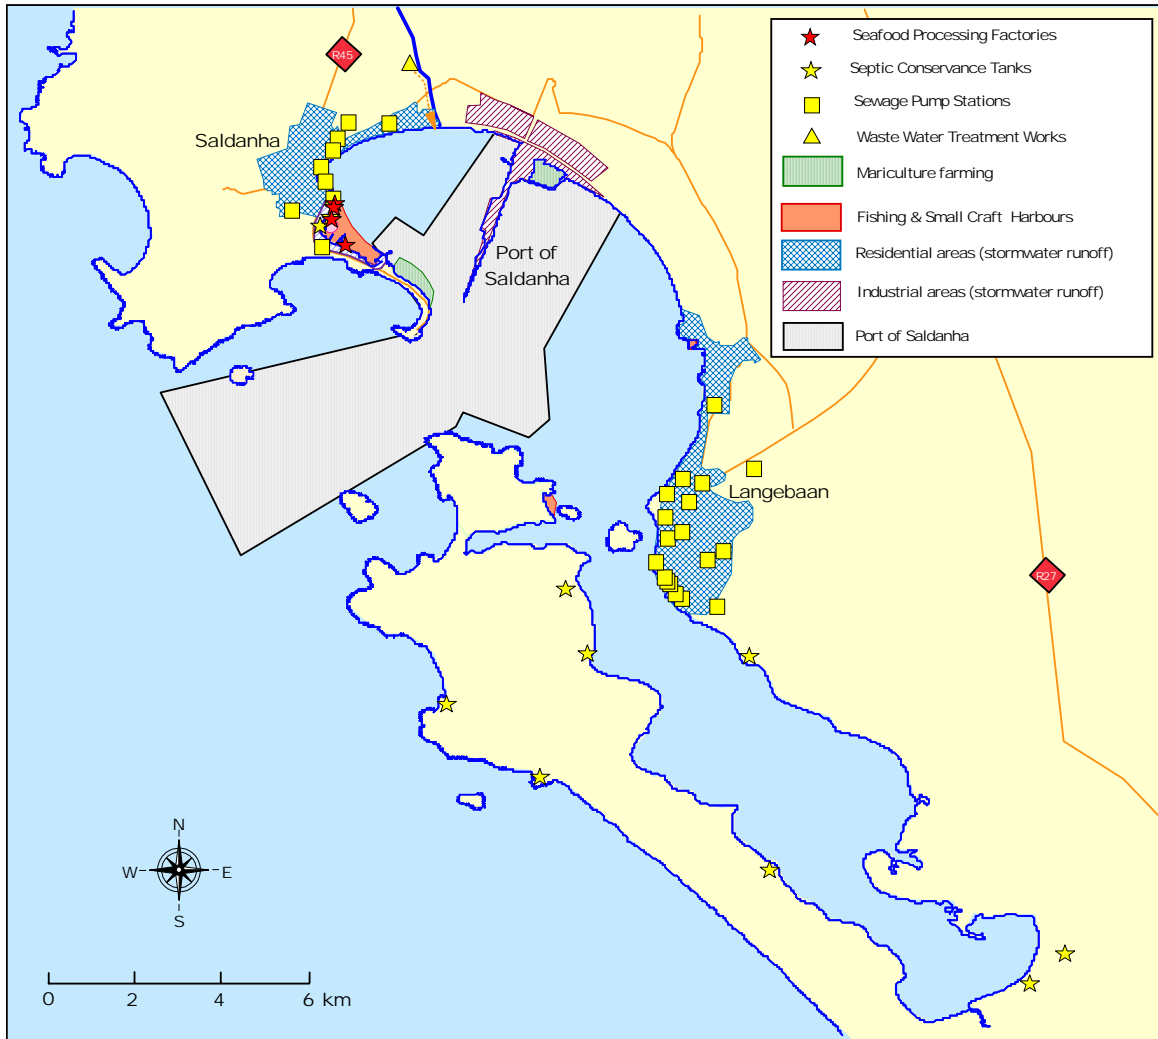 Seafood Processing Factories
Septic Conservance Tanks
Sewage Pump Stations
Waste Water Treatment Works
Mariculture farming
Fishing & Small Craft Harbours
Residential areas (stormwater runoff)
Industrial areas (stormwater runoff)
Port of Saldanha
R45
Saldanha
Port of
Saldanha
Langebaan
R27
N
W
E
S
0 2 4 6 km